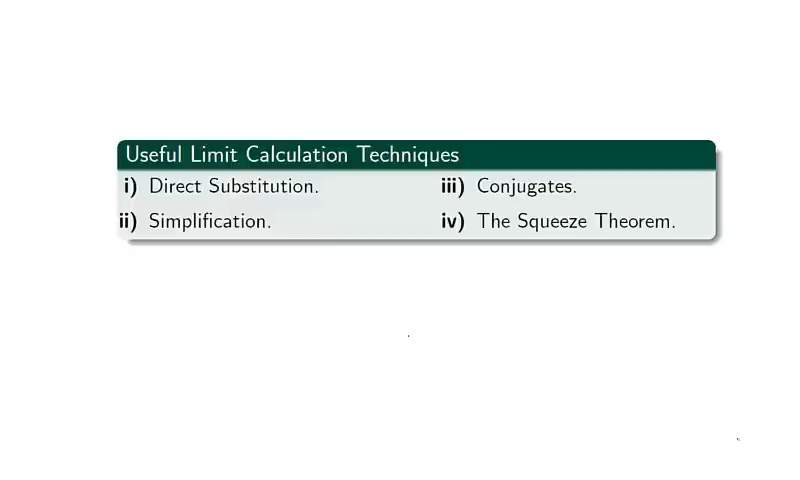 Useful Limit Calculation Techniques
i) Direct Substitution.
ii) Simplification.
iii) Conjugates.
iv) The Squeeze Theorem.